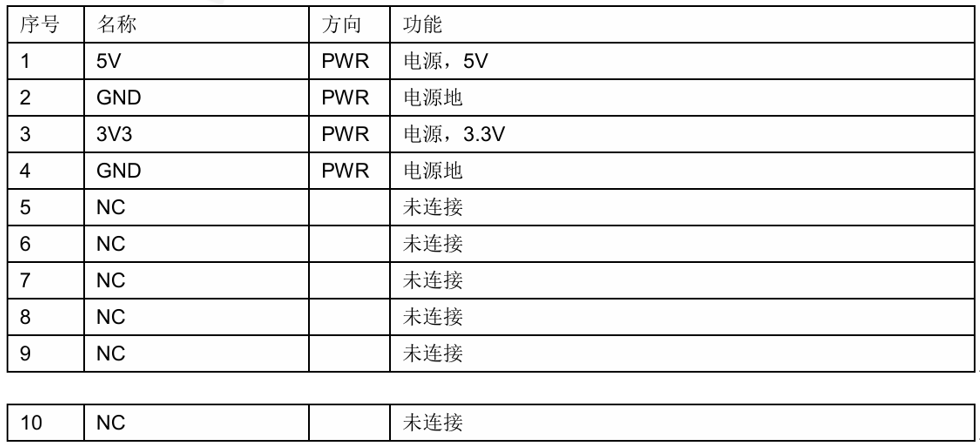 序号 名称 方向 功能
1 5V PWR 电源，5V
2 GND PWR 电源地
3 3V3 PWR 电源，3.3V
4 GND PWR 电源地
5 NC 未连接
6 NC 未连接
7 NC 未连接
8 NC 未连接
9 NC 未连接
10 NC 未连接